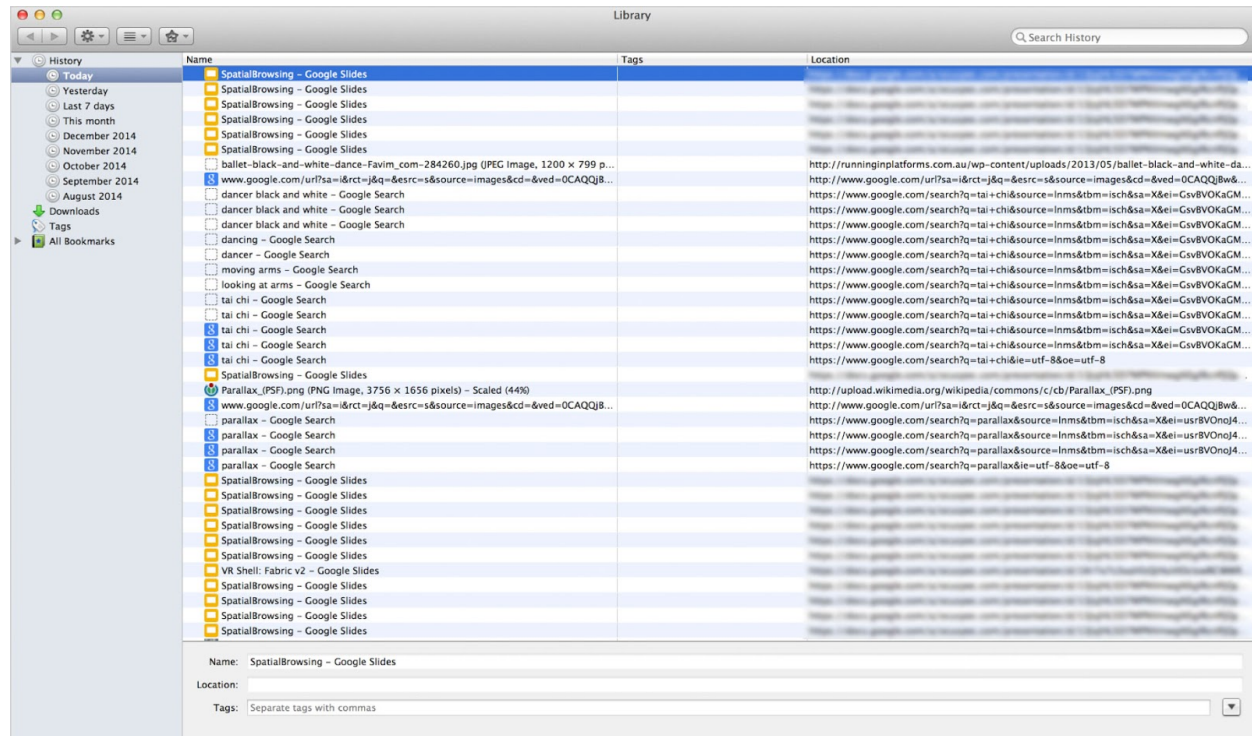 Library
Search History
History
Today
Yesterday
Last 7 days
This month
December 2014
November 2014
October 2014
September 2014
August 2014
Downloads
Tags
All Bookmarks
Name Tags Location
SpatialBrowsing – Google Slides
SpatialBrowsing – Google Slides
SpatialBrowsing – Google Slides
SpatialBrowsing – Google Slides
SpatialBrowsing – Google Slides
SpatialBrowsing – Google Slides
ballet-black-and-white-dance-Favim_com-284260.jpg (JPEG Image, 1200 × 799 p... http://runninginplatforms.com.au/wp-content/uploads/2013/05/ballet-black-and-white-da...
www.google.com/url?sa=i&rct=j&q=&esrc=s&source=images&cd=&ved=0CAQQjB... http://www.google.com/url?sa=i&rct=j&q=&esrc=s&source=images&cd=&ved=0CAQQjBw&...
dancer black and white – Google Search https://www.google.com/search?q=tai+chi&source=lnms&tbm=isch&sa=X&ei=GsvBVOKaGM...
dancer black and white – Google Search https://www.google.com/search?q=tai+chi&source=lnms&tbm=isch&sa=X&ei=GsvBVOKaGM...
dancer black and white – Google Search https://www.google.com/search?q=tai+chi&source=lnms&tbm=isch&sa=X&ei=GsvBVOKaGM...
dancing – Google Search https://www.google.com/search?q=tai+chi&source=lnms&tbm=isch&sa=X&ei=GsvBVOKaGM...
dancer – Google Search https://www.google.com/search?q=tai+chi&source=lnms&tbm=isch&sa=X&ei=GsvBVOKaGM...
moving arms – Google Search https://www.google.com/search?q=tai+chi&source=lnms&tbm=isch&sa=X&ei=GsvBVOKaGM...
looking at arms – Google Search https://www.google.com/search?q=tai+chi&source=lnms&tbm=isch&sa=X&ei=GsvBVOKaGM...
tai chi – Google Search https://www.google.com/search?q=tai+chi&source=lnms&tbm=isch&sa=X&ei=GsvBVOKaGM...
tai chi – Google Search https://www.google.com/search?q=tai+chi&source=lnms&tbm=isch&sa=X&ei=GsvBVOKaGM...
tai chi – Google Search https://www.google.com/search?q=tai+chi&source=lnms&tbm=isch&sa=X&ei=GsvBVOKaGM...
tai chi – Google Search https://www.google.com/search?q=tai+chi&source=lnms&tbm=isch&sa=X&ei=GsvBVOKaGM...
tai chi – Google Search https://www.google.com/search?q=tai+chi&ie=utf-8&oe=utf-8
SpatialBrowsing – Google Slides
Parallax_(PSF).png (PNG Image, 3756 × 1656 pixels) – Scaled (44%) http://upload.wikimedia.org/wikipedia/commons/c/cb/Parallax_(PSF).png
www.google.com/url?sa=i&rct=j&q=&esrc=s&source=images&cd=&ved=0CAQQjB... http://www.google.com/url?sa=i&rct=j&q=&esrc=s&source=images&cd=&ved=0CAQQjBw&...
parallax – Google Search https://www.google.com/search?q=parallax&source=lnms&tbm=isch&sa=X&ei=usrBVOnoJ4...
parallax – Google Search https://www.google.com/search?q=parallax&source=lnms&tbm=isch&sa=X&ei=usrBVOnoJ4...
parallax – Google Search https://www.google.com/search?q=parallax&source=lnms&tbm=isch&sa=X&ei=usrBVOnoJ4...
parallax – Google Search https://www.google.com/search?q=parallax&ie=utf-8&oe=utf-8
SpatialBrowsing – Google Slides
SpatialBrowsing – Google Slides
SpatialBrowsing – Google Slides
SpatialBrowsing – Google Slides
SpatialBrowsing – Google Slides
SpatialBrowsing – Google Slides
VR Shell: Fabric v2 – Google Slides
SpatialBrowsing – Google Slides
SpatialBrowsing – Google Slides
SpatialBrowsing – Google Slides
SpatialBrowsing – Google Slides
Name: SpatialBrowsing – Google Slides
Location:
Tags: Separate tags with commas